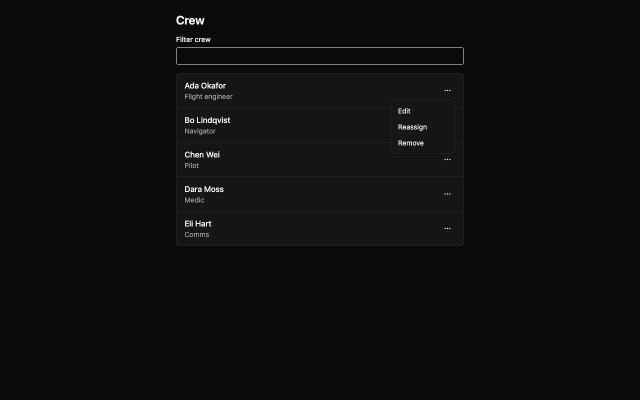 Crew
Filter crew
Ada Okafor
Flight engineer
...
Edit
Reassign
Remove
Bo Lindqvist
Navigator
Chen Wei
Pilot
...
Dara Moss
Medic
...
Eli Hart
Comms
...